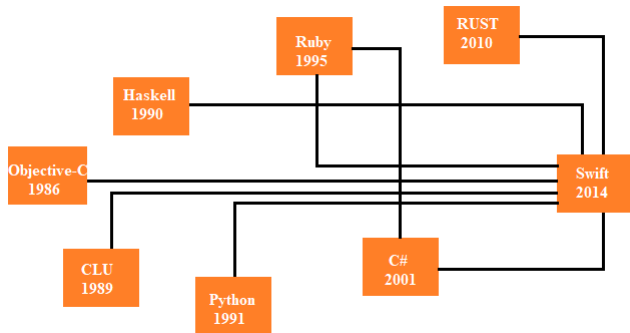 Ruby
1995
RUST
2010
Haskell
1990
Objective-C
1986
Swift
2014
CLU
1989
C#
2001
Python
1991